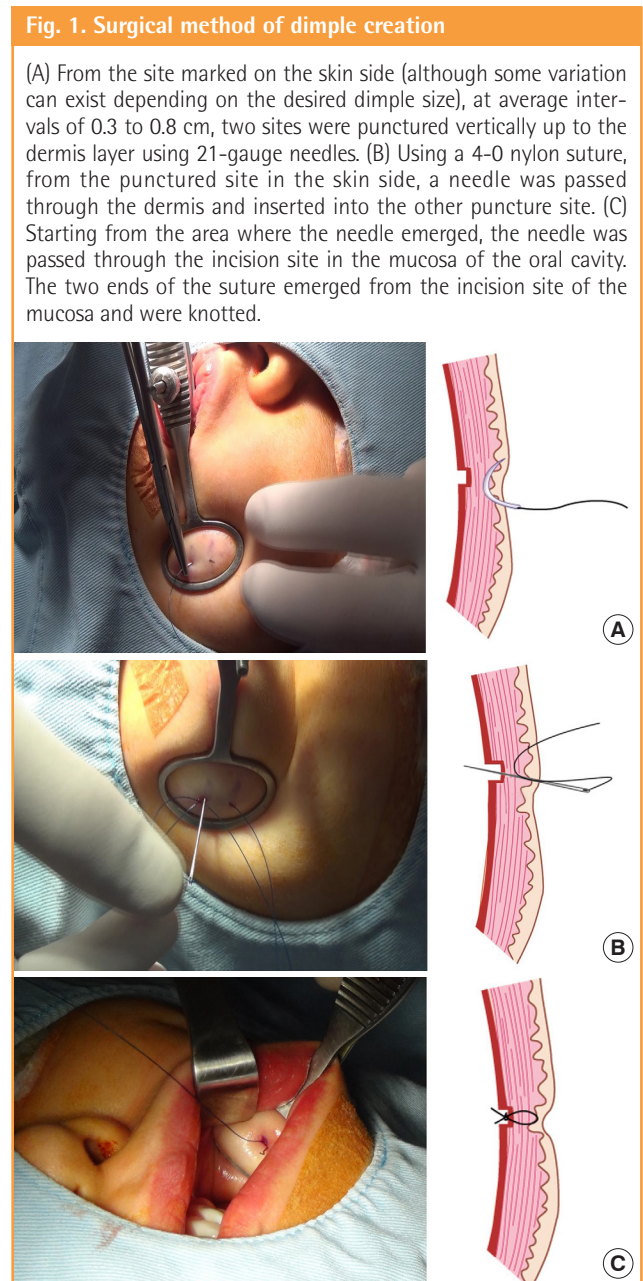 Fig. 1. Surgical method of dimple creation
(A) From the site marked on the skin side (although some variation
can exist depending on the desired dimple size), at average inter-
vals of 0.3 to 0.8 cm, two sites were punctured vertically up to the
dermis layer using 21-gauge needles. (B) Using a 4-0 nylon suture,
from the punctured site in the skin side, a needle was passed
through the dermis and inserted into the other puncture site. (C)
Starting from the area where the needle emerged, the needle was
passed through the incision site in the mucosa of the oral cavity.
The two ends of the suture emerged from the incision site of the
mucosa and were knotted.
A
B
C